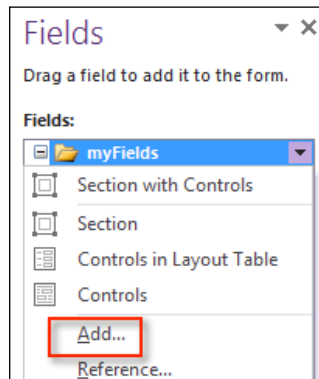 Fields
Drag a field to add it to the form.
Fields:
myFields
Section with Controls
Section
Controls in Layout Table
Controls
Add...
Reference...